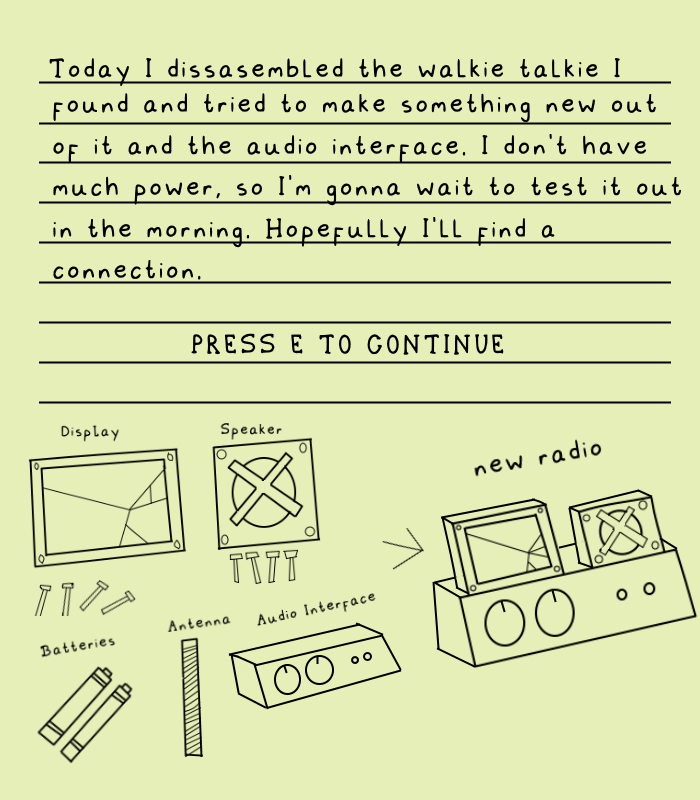 Today I dissasembled the walkie talkie I
found and tried to make something new out
of it and the audio interface. I don't have
much power, so I'm gonna wait to test it out
in the morning. Hopefully I'll find a
connection.
PRESS E TO CONTINUE
Display
Speaker
new radio
Batteries
Antenna
Audio Interface